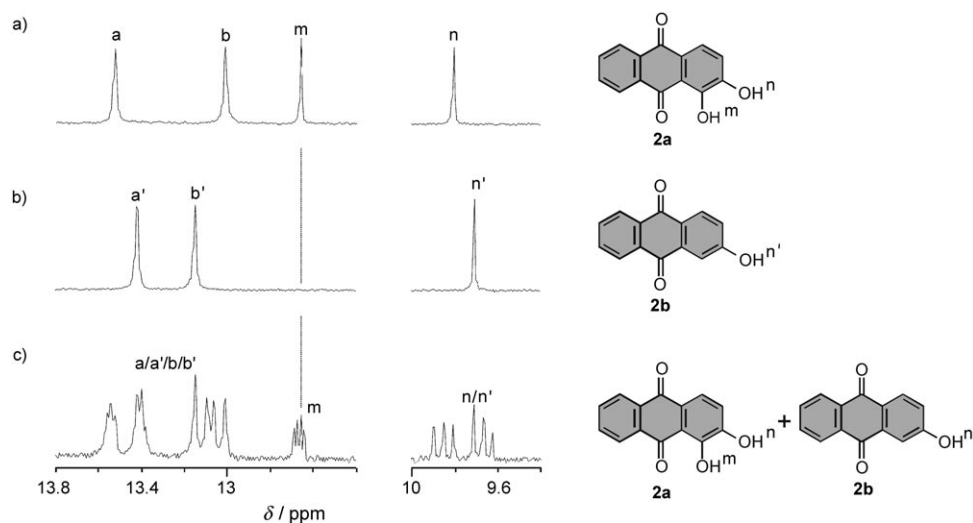 a)
a
b
m
n
O
O
OH n
OH m
2a
b)
a'
b'
n'
O
O
OH n'
2b
c)
a/a'/b/b'
m
n/n'
13.8
13.4
13
10
9.6
δ / ppm
O
O
OH n
OH m
2a
+
O
O
OH n
2b